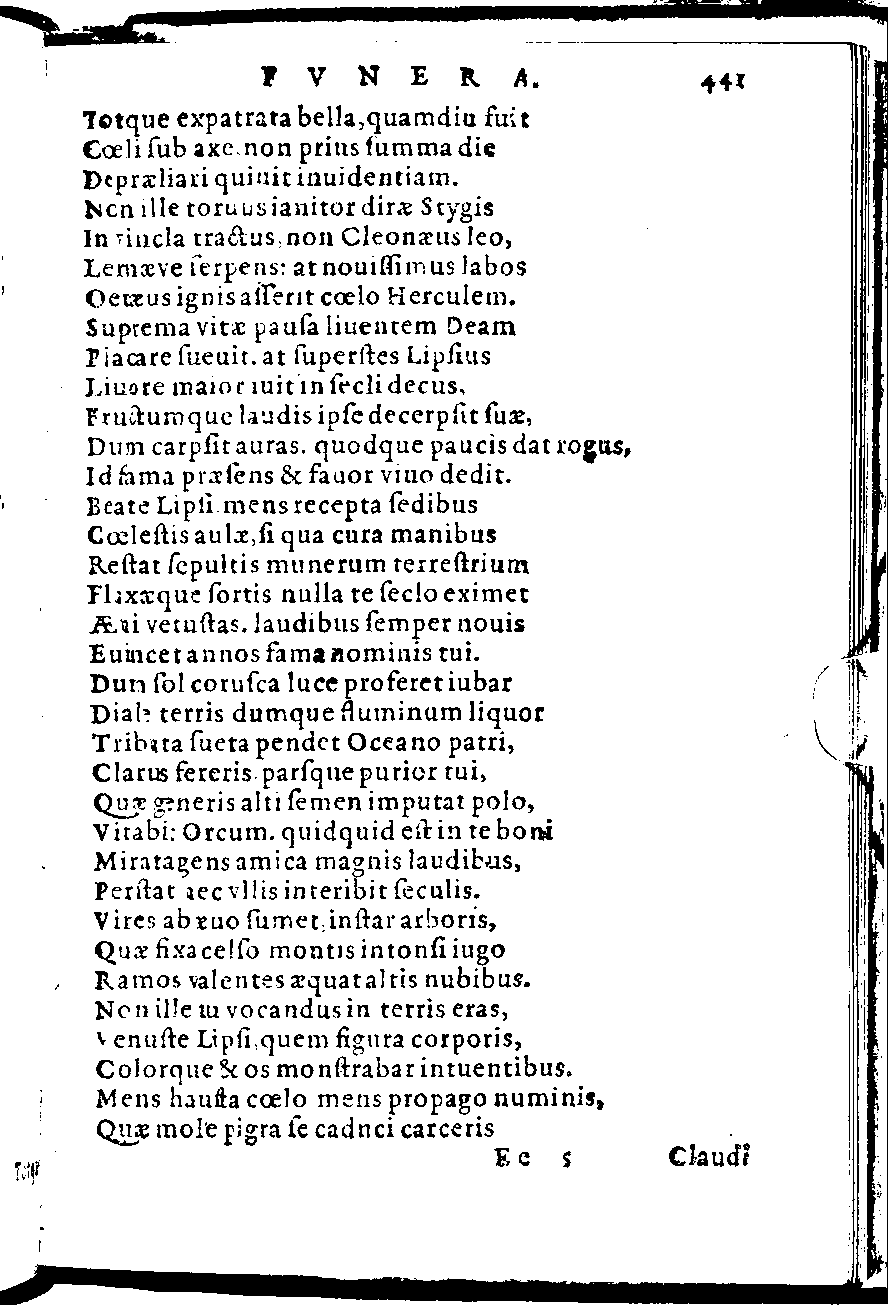 FVNERA. 441
Totque expatrata bella, quamdiu fuit
Cœli ſub axe, non prius ſumma die
Depræliari quiuit inuidentiam.
Non ille toruus ianitor diræ Stygis
In vincla tractus, non Cleonæus leo,
Lernæve ſerpens: at nouiſſimus labos
Oetæus ignis aſſerit cœlo Herculem.
Suprema vitæ pauſa liuentem Deam
Placare ſueuit. at ſuperſtes Lipſius
Liuore maior iuit in ſecli decus,
Fructumque laudis ipſe decerpſit ſuæ,
Dum carpſit auras. quodque paucis dat rogus,
Id fama præſens & fauor viuo dedit.
Beate Lipſi, mens recepta ſedibus
Cœleſtis aulæ, ſi qua cura manibus
Reſtat ſepultis munerum terreſtrium
Flaxæque ſortis nulla te ſeclo eximet
Æui vetuſtas. laudibus ſemper nouis
Euincet annos fama nominis tui.
Dum ſol coruſca luce proferet iubar
Diale terris dumque fluminum liquor
Tributa ſueta pendet Oceano patri,
Clarus fereris. parſque purior tui,
Quæ generis alti ſemen imputat polo,
Vitabit Orcum. quidquid eſt in te boni
Mirata gens amica magnis laudibus,
Perſtat nec vllis interibit ſeculis.
Vires ab æuo ſumet, inſtar arboris,
Quæ fixa celſo montis intonſi iugo
Ramos valentes æquat altis nubibus.
Non ille tu vocandus in terris eras,
Venuſte Lipſi, quem figura corporis,
Colorque & os monſtrabat intuentibus.
Mens hauſta cœlo mens propago numinis,
Quæ mole pigra ſe caduci carceris
Ee 5 Claudi